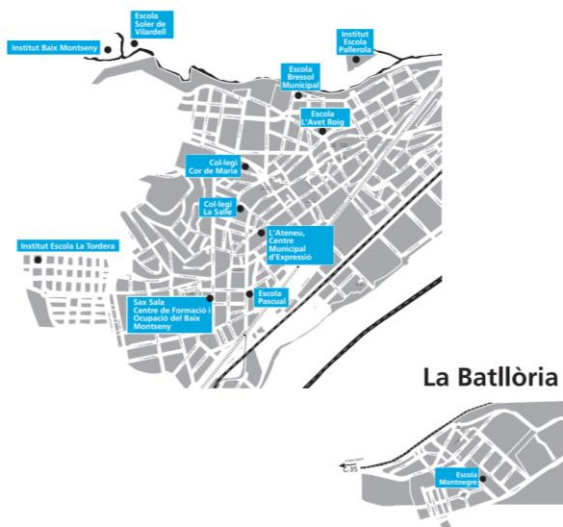 Escola
Soler de
Vilardell
Institut Baix Montseny
Institut
Escola
Pallerola
Escola
Bressol
Municipal
Escola
L'Avet Roig
Col·legi
Cor de Maria
Col·legi
La Salle
L'Ateneu,
Centre
Municipal
d'Expressió
Institut Escola La Tordera
Escola
Pascual
Sax Sala
Centre de Formació i
Ocupació del Baix
Montseny
La Batllòria
C-35
Escola
Montnegre